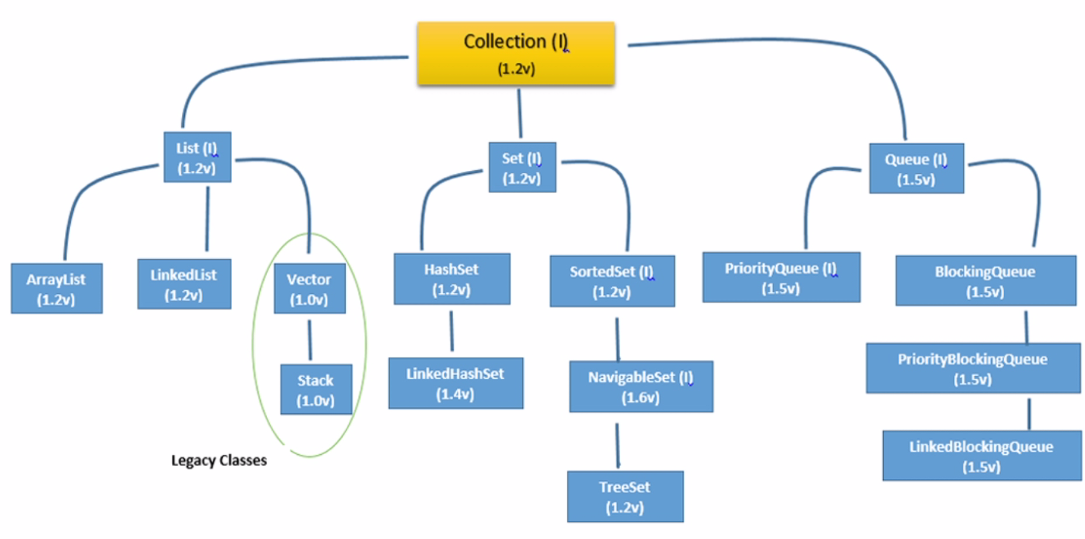 Collection (I)
(1.2v)
List (I)
(1.2v)
Set (I)
(1.2v)
Queue (I)
(1.5v)
ArrayList
(1.2v)
LinkedList
(1.2v)
Vector
(1.0v)
HashSet
(1.2v)
SortedSet (I)
(1.2v)
PriorityQueue (I)
(1.5v)
BlockingQueue
(1.5v)
Stack
(1.0v)
LinkedHashSet
(1.4v)
NavigableSet (I)
(1.6v)
PriorityBlockingQueue
(1.5v)
Legacy Classes
TreeSet
(1.2v)
LinkedBlockingQueue
(1.5v)